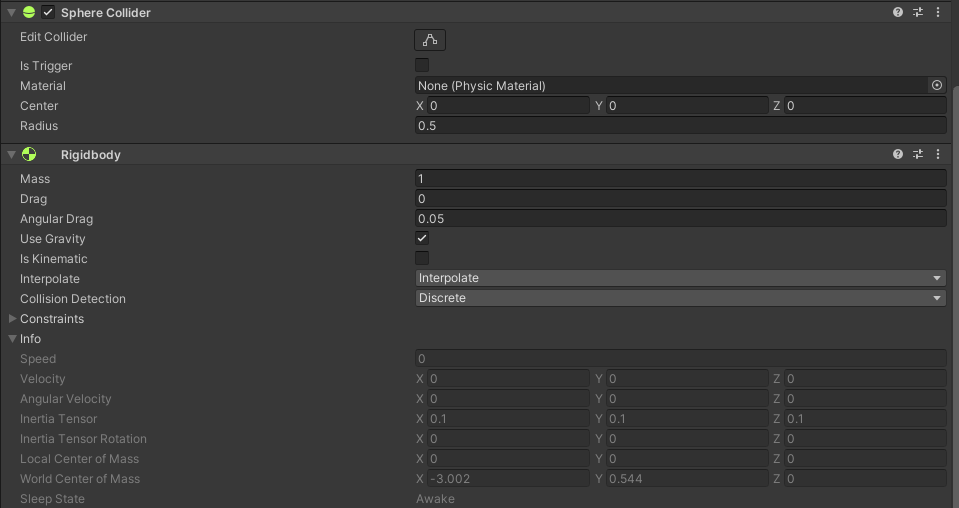 Sphere Collider
Edit Collider
Is Trigger
Material None (Physic Material)
Center X 0 Y 0 Z 0
Radius 0.5
Rigidbody
Mass 1
Drag 0
Angular Drag 0.05
Use Gravity
Is Kinematic
Interpolate Interpolate
Collision Detection Discrete
Constraints
Info
Speed 0
Velocity X 0 Y 0 Z 0
Angular Velocity X 0 Y 0 Z 0
Inertia Tensor X 0.1 Y 0.1 Z 0.1
Inertia Tensor Rotation X 0 Y 0 Z 0
Local Center of Mass X 0 Y 0 Z 0
World Center of Mass X -3.002 Y 0.544 Z 0
Sleep State Awake